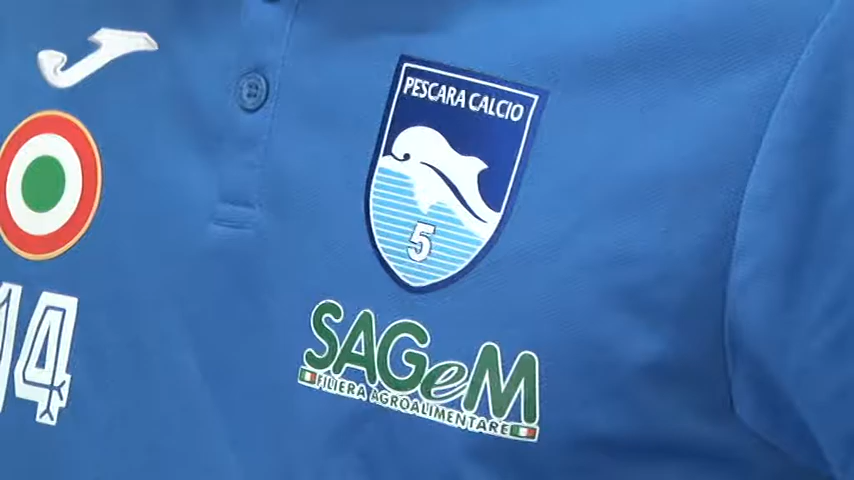 PESCARA CALCIO
5
14
SAGeM
FILIERA AGROALIMENTARE